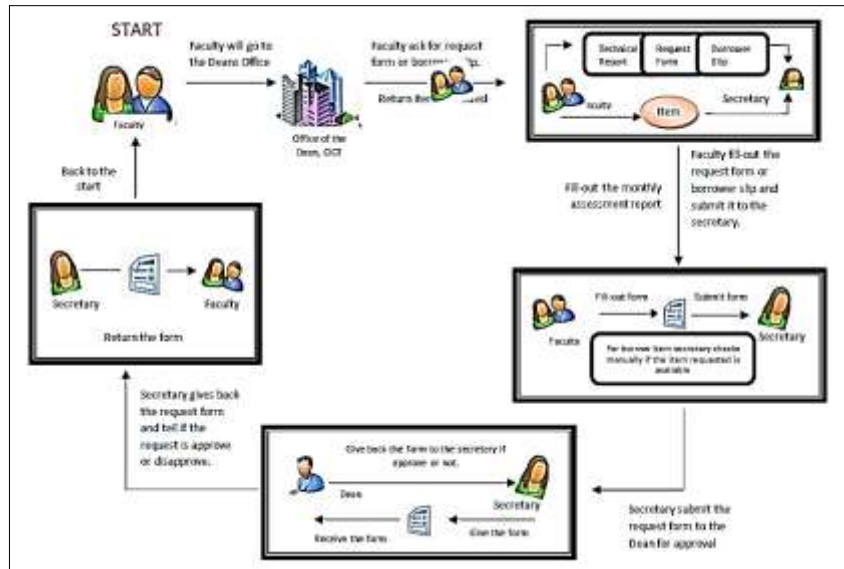 START
Faculty will go to
the Deans Office
Faculty
Office of the
Dean,
Faculty ask for request
form or
Return
Technical
Report
Request
Form
Borrower
Slip
Item
Secretary
Fill-out the monthly
assessment report
Faculty fill-out the
request form or
borrower slip and
submit it to the
secretary.
Fill-out form
Submit form
Faculty
Secretary
For borrow item secretary checks
manually if the item requested is
available
Secretary submit the
request form to the
Dean for approval
Give back the form to the secretary if
approve or not.
Dean
Secretary
Receive the form
Give the form
Secretary gives back
the request form
and tell if the
request is approve
or disapprove.
Secretary
Faculty
Return the form
Back to the
start